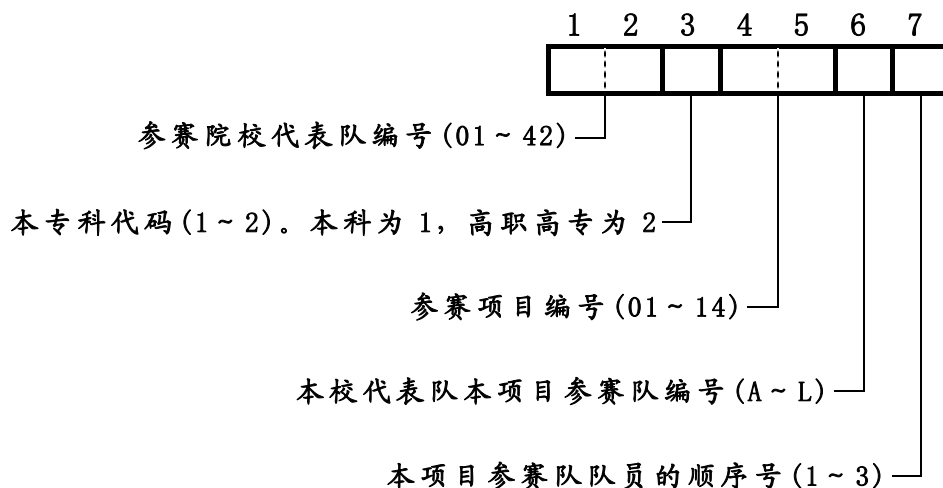 1 2 3 4 5 6 7
参赛院校代表队编号(01~42)
本专科代码(1~2)。本科为 1, 高职高专为 2
参赛项目编号(01~14)
本校代表队本项目参赛队编号(A~L)
本项目参赛队队员的顺序号(1~3)